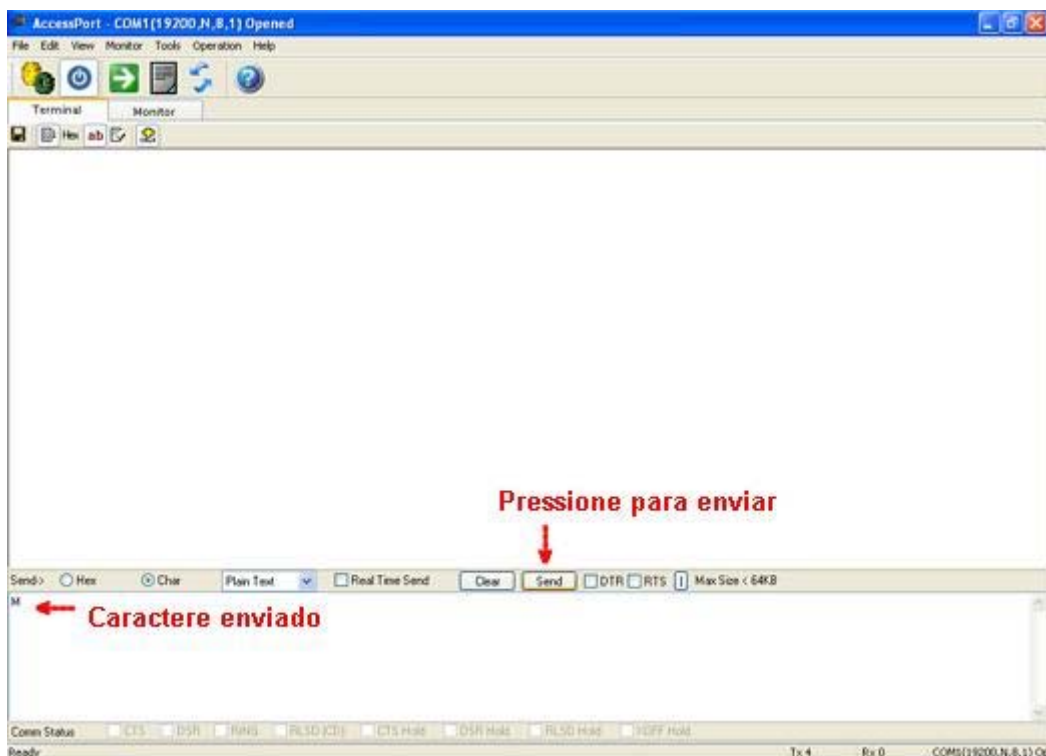 AccessPort - COM1(19200,N,8,1) Opened
File Edit View Monitor Tools Operation Help
Terminal Monitor
Hex ab
Pressione para enviar
Send> Hex Char Plain Text Real Time Send Clear Send DTR RTS Max Size < 64KB
M
Caractere enviado
Comm Status CTS DSR RING RLSD (CD) CTS Hold DSR Hold RLSD Hold XOFF Hold
Ready Tx 4 Rx 0 COM1(19200,N,8,1) Op